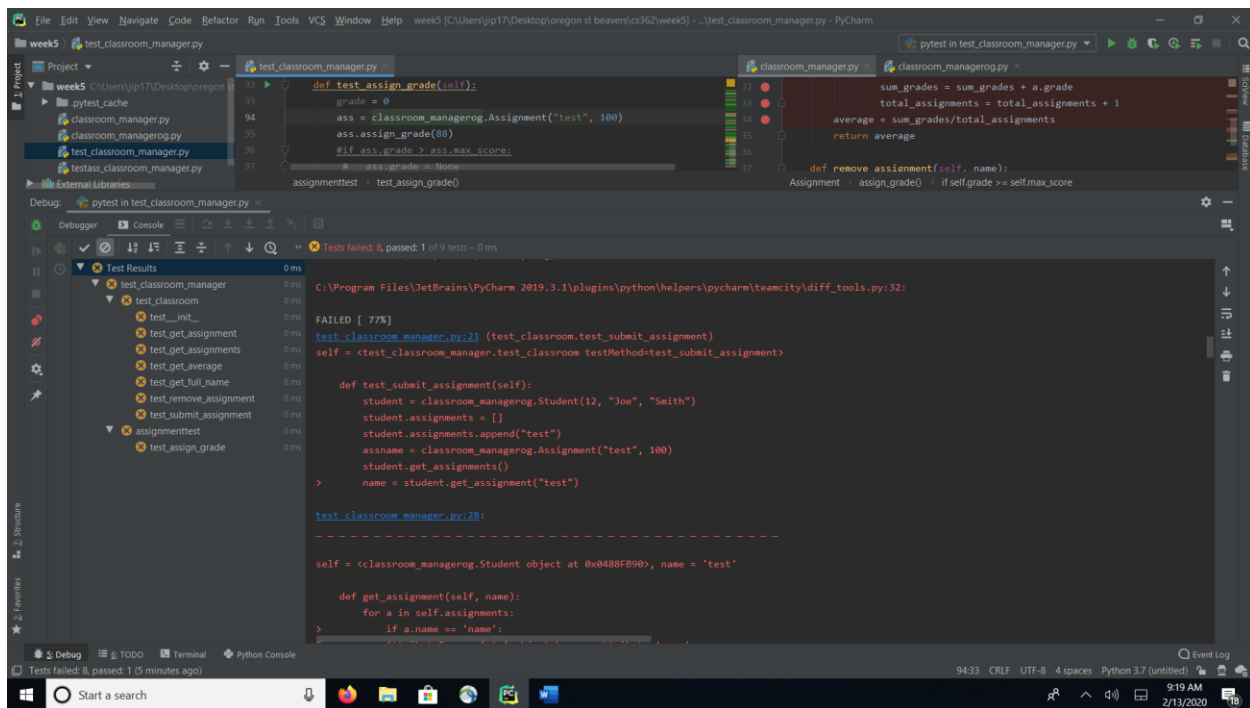 File Edit View Navigate Code Refactor Run Tools VCS Window Help week5 [C:\Users\jip17\Desktop\oregon st beavers\cs362\week5] - ...\test_classroom_manager.py - PyCharm
week5 test_classroom_manager.py
pytest in test_classroom_manager.py
1: Project
Project
week5 C:\Users\jip17\Desktop\oregon st
.pytest_cache
classroom_manager.py
classroom_managerog.py
test_classroom_manager.py
testass_classroom_manager.py
External Libraries
test_classroom_manager.py
92 def test_assign_grade(self):
93 grade = 0
94 ass = classroom_managerog.Assignment("test", 100)
95 ass.assign_grade(88)
96 #if ass.grade > ass.max_score:
97 # ass.grade = None
assignmenttest test_assign_grade()
classroom_manager.py classroom_managerog.py
32 sum_grades = sum_grades + a.grade
33 total_assignments = total_assignments + 1
34 average = sum_grades/total_assignments
35 return average
36
37 def remove_assignment(self, name):
Assignment assign_grade() if self.grade >= self.max_score
SciView
Database
Debug: pytest in test_classroom_manager.py
Debugger Console
Tests failed: 8, passed: 1 of 9 tests – 0 ms
Test Results 0 ms
test_classroom_manager 0 ms
test_classroom 0 ms
test__init__ 0 ms
test_get_assignment 0 ms
test_get_assignments 0 ms
test_get_average 0 ms
test_get_full_name 0 ms
test_remove_assignment 0 ms
test_submit_assignment 0 ms
assignmenttest 0 ms
test_assign_grade 0 ms
C:\Program Files\JetBrains\PyCharm 2019.3.1\plugins\python\helpers\pycharm\teamcity\diff_tools.py:32:
FAILED [ 77%]
test_classroom_manager.py:21 (test_classroom.test_submit_assignment)
self = <test_classroom_manager.test_classroom testMethod=test_submit_assignment>
def test_submit_assignment(self):
student = classroom_managerog.Student(12, "Joe", "Smith")
student.assignments = []
student.assignments.append("test")
assname = classroom_managerog.Assignment("test", 100)
student.get_assignments()
> name = student.get_assignment("test")
test_classroom_manager.py:28:
_ _ _ _ _ _ _ _ _ _ _ _ _ _ _ _ _ _ _ _ _ _ _ _ _ _ _ _ _ _ _ _ _ _ _ _ _ _ _ _
self = <classroom_managerog.Student object at 0x0488FB90>, name = 'test'
def get_assignment(self, name):
for a in self.assignments:
> if a.name == 'name':
Z: Structure
2: Favorites
5: Debug 6: TODO Terminal Python Console
Event Log
Tests failed: 8, passed: 1 (5 minutes ago)
94:33 CRLF UTF-8 4 spaces Python 3.7 (untitled)
Start a search
9:19 AM
2/13/2020
18